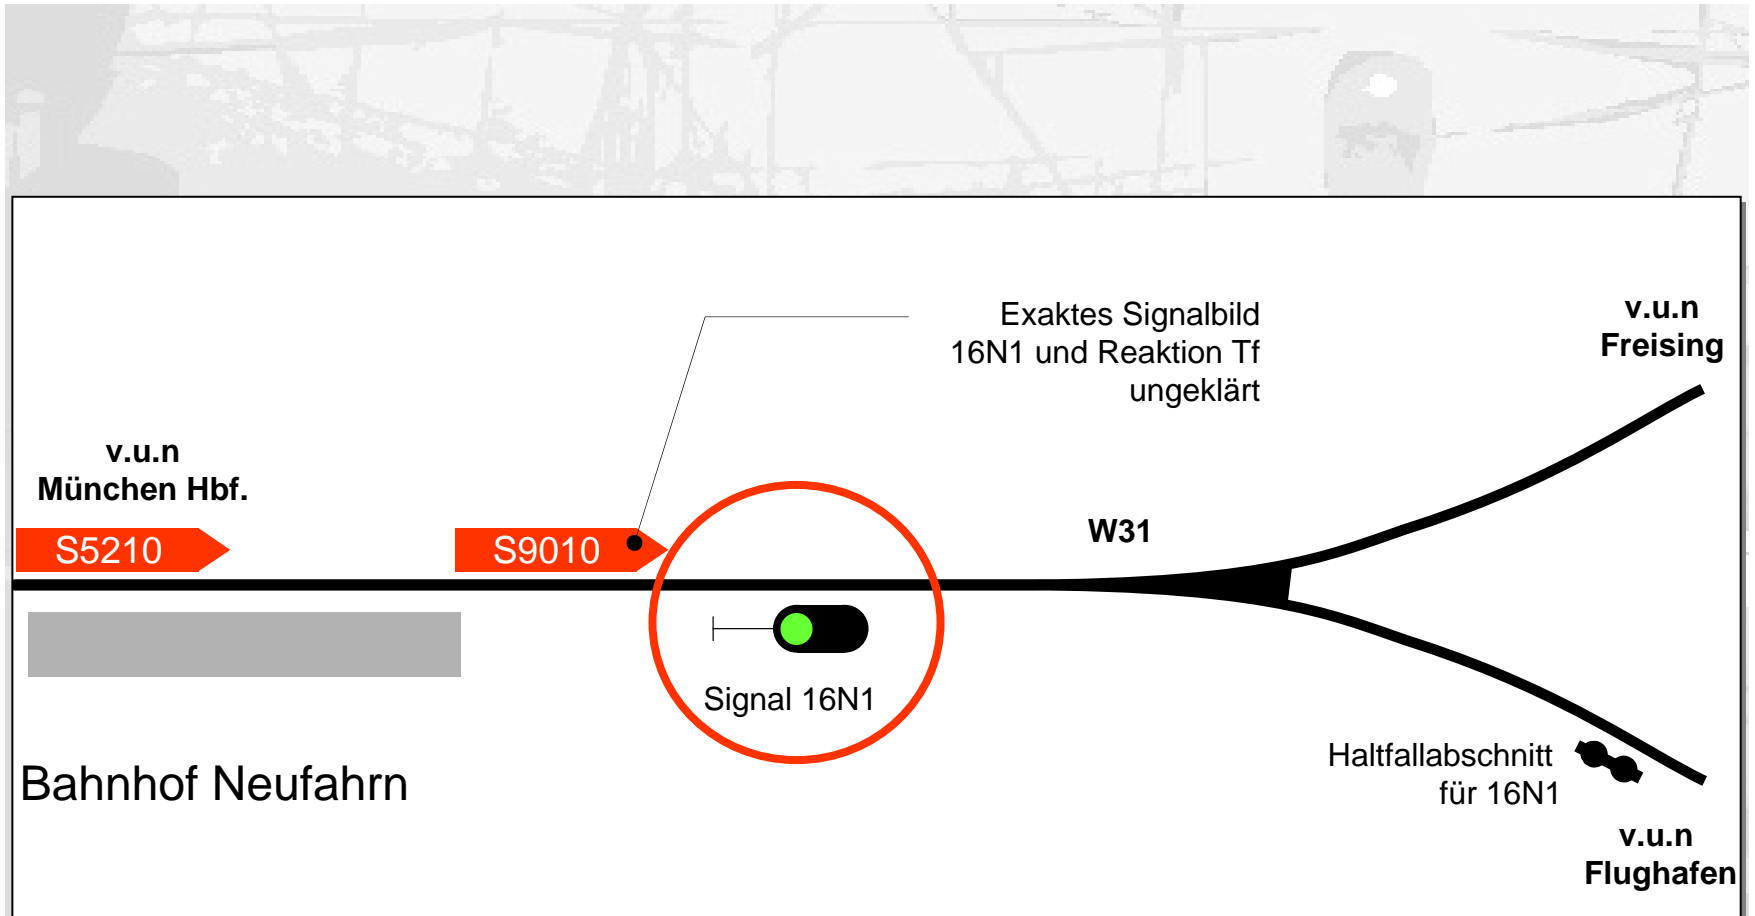 Exaktes Signalbild
16N1 und Reaktion Tf
ungeklärt
v.u.n
Freising
v.u.n
München Hbf.
S5210
S9010
W31
Signal 16N1
Bahnhof Neufahrn
Haltfallabschnitt
für 16N1
v.u.n
Flughafen